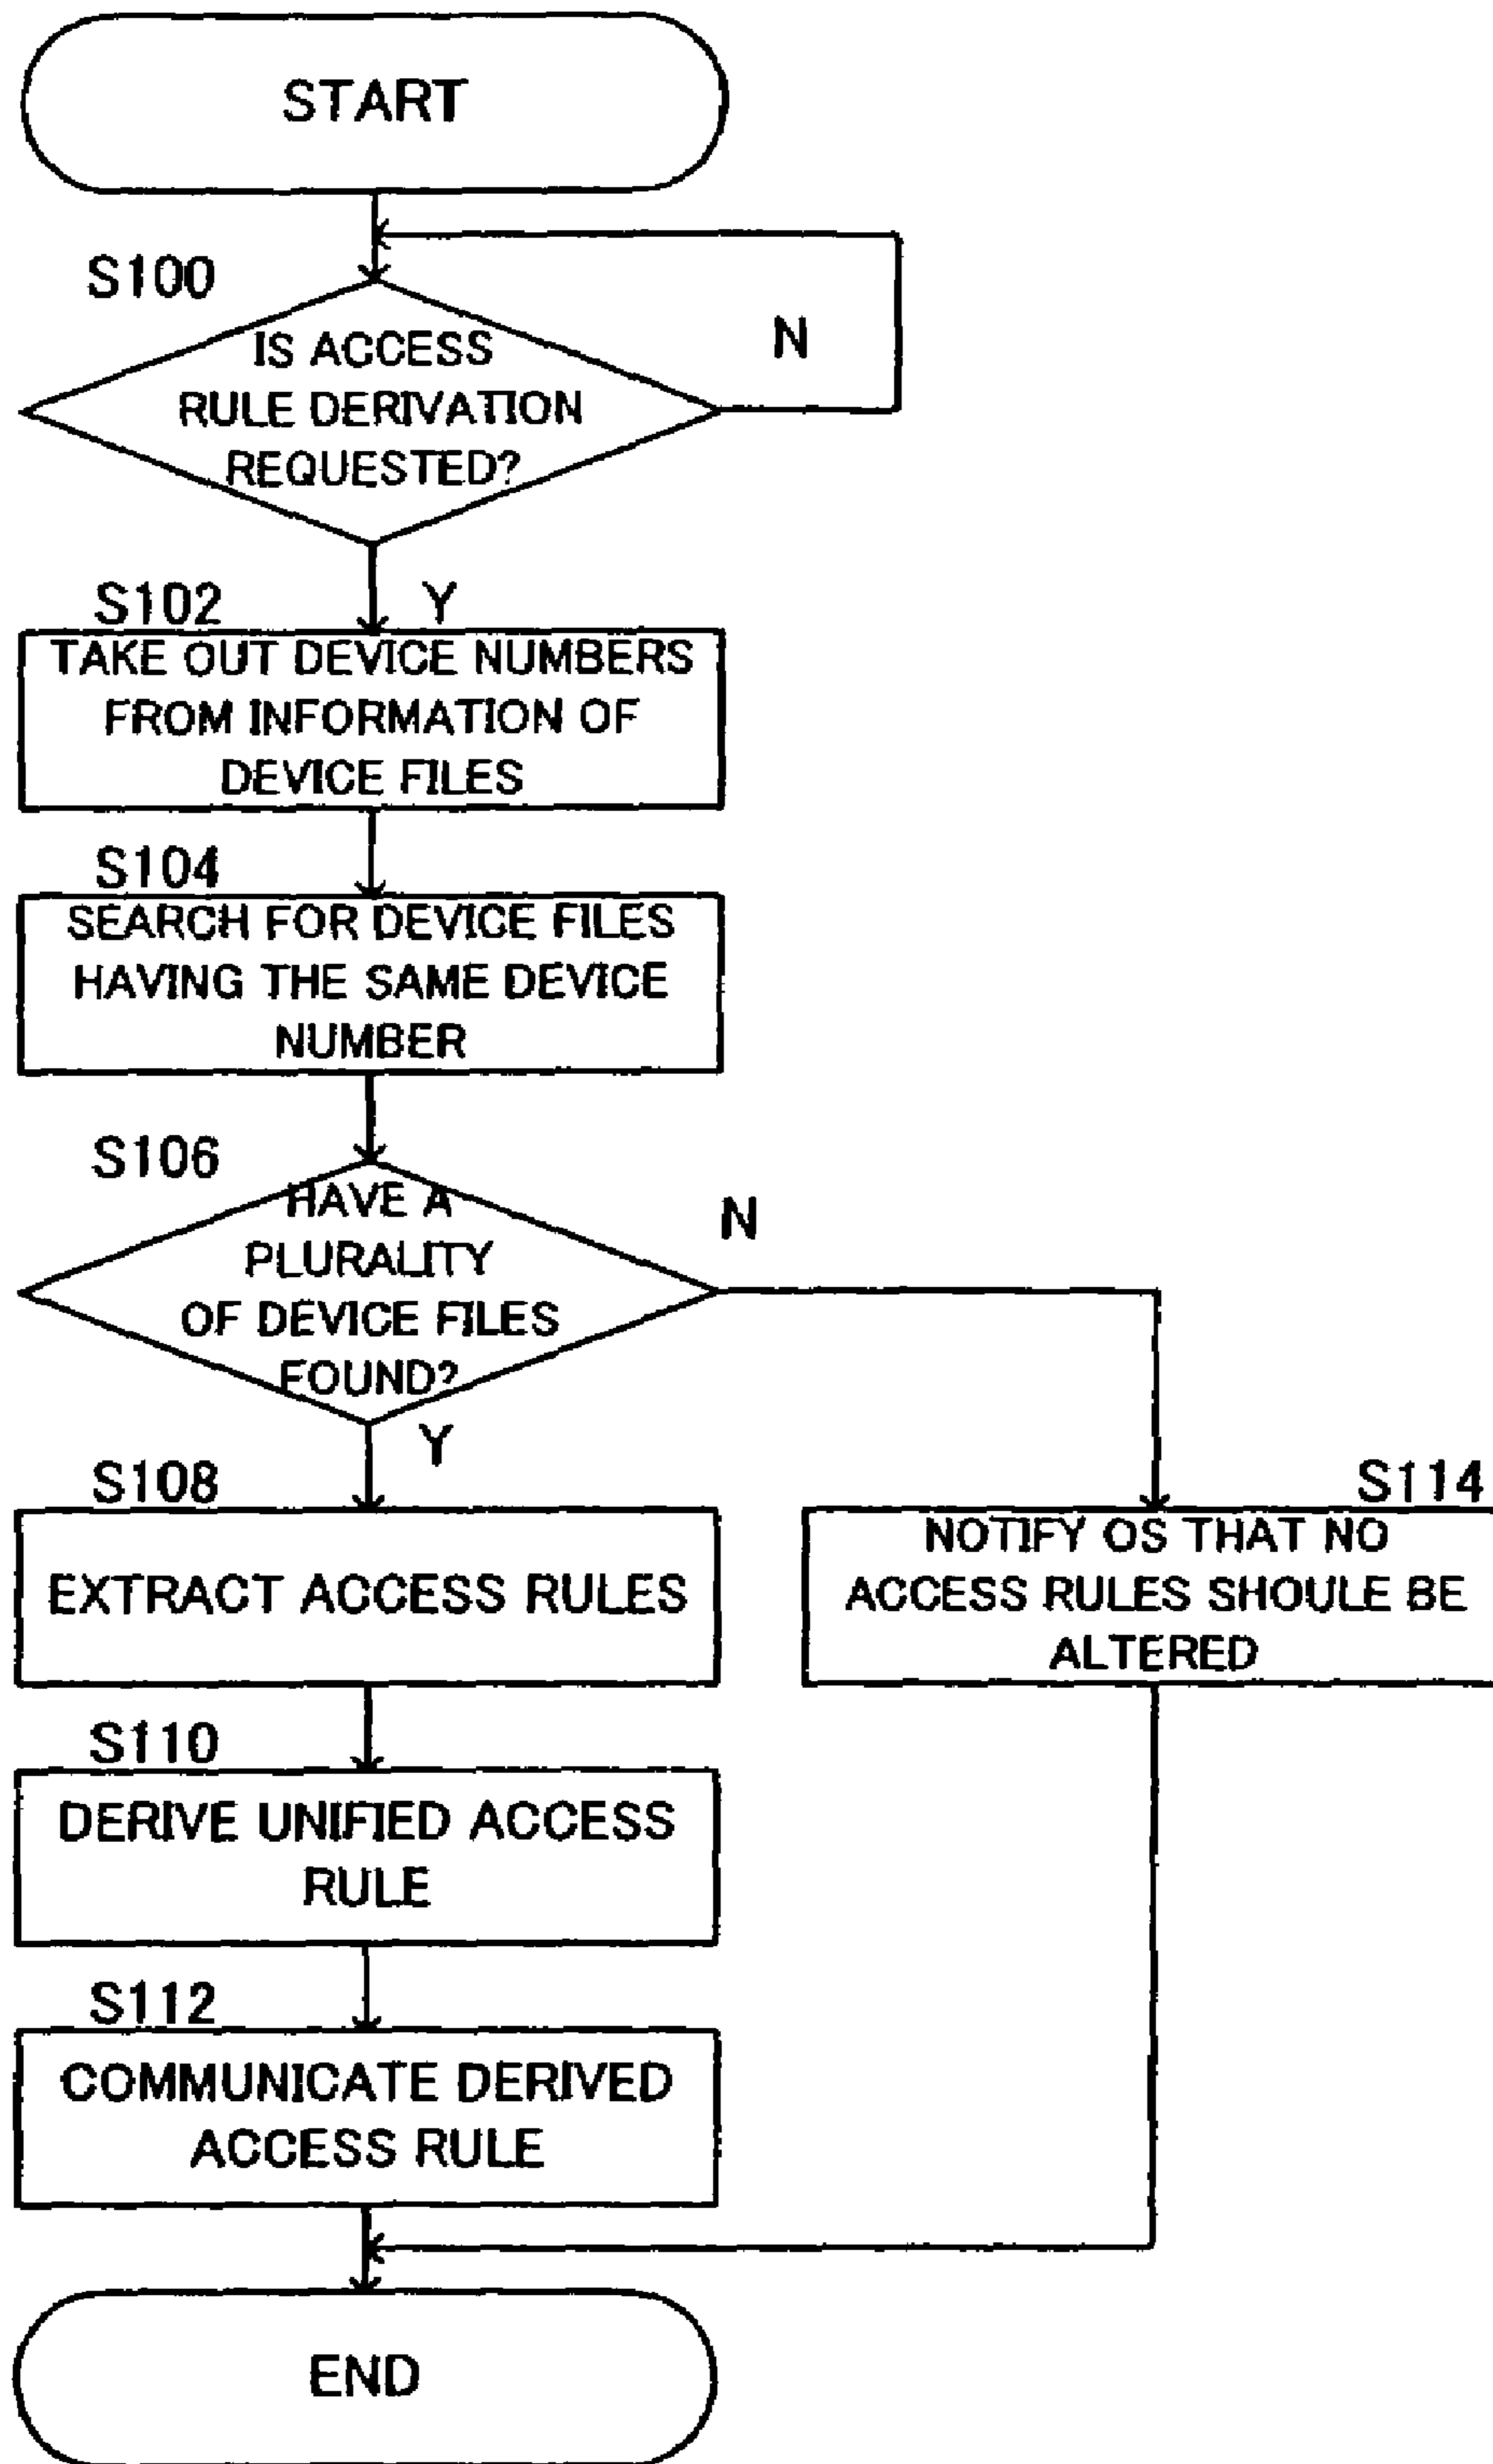 START
S100
IS ACCESS
RULE DERIVATION
REQUESTED?
N
Y
S102
TAKE OUT DEVICE NUMBERS
FROM INFORMATION OF
DEVICE FILES
S104
SEARCH FOR DEVICE FILES
HAVING THE SAME DEVICE
NUMBER
S106
HAVE A
PLURALITY
OF DEVICE FILES
FOUND?
N
Y
S108
EXTRACT ACCESS RULES
S114
NOTIFY OS THAT NO
ACCESS RULES SHOULE BE
ALTERED
S110
DERIVE UNIFIED ACCESS
RULE
S112
COMMUNICATE DERIVED
ACCESS RULE
END